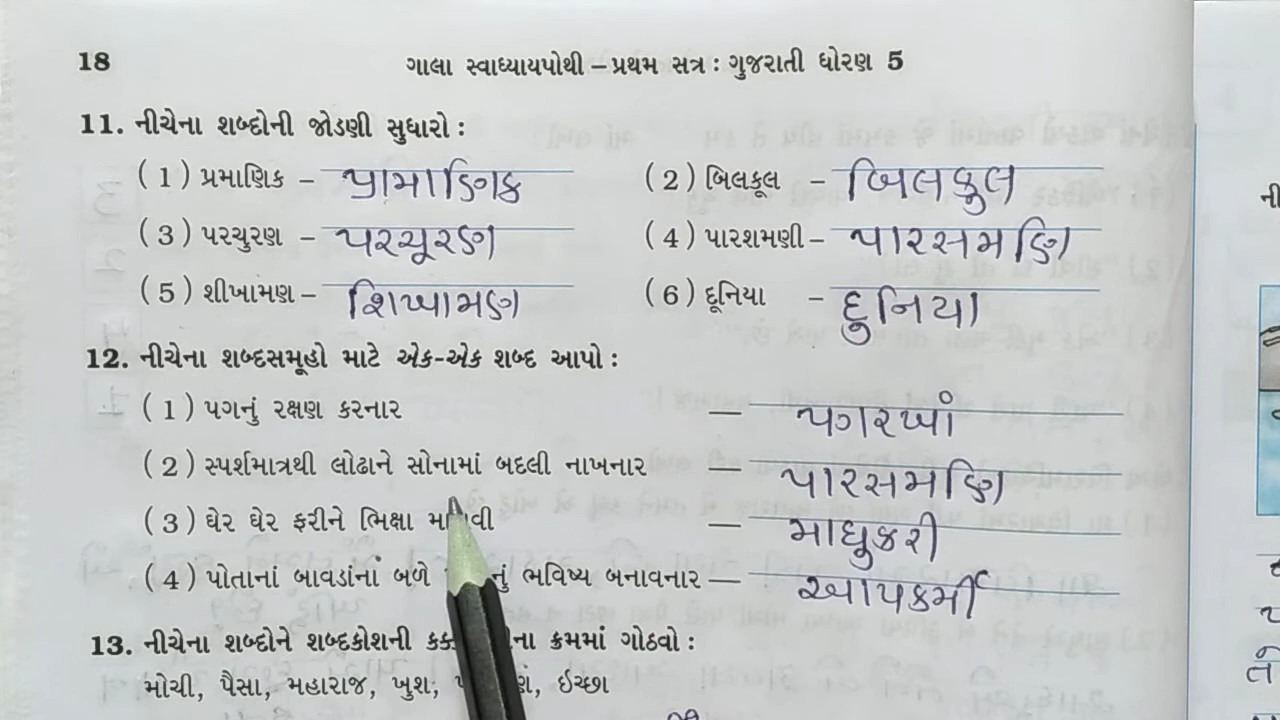 18 ગાલા સ્વાધ્યાયપોથી – પ્રથમ સત્ર : ગુજરાતી ધોરણ 5
11. નીચેના શબ્દોની જોડણી સુધારો :
(1) પ્રમાણિક – પ્રામાણિક (2) બિલકૂલ – બિલકુલ
(3) પરચુરણ – પરચૂરણ (4) પારશમણી – પારસમણિ
(5) શીખામણ – શિખામણ (6) દૂનિયા – દુનિયા
12. નીચેના શબ્દસમૂહો માટે એક-એક શબ્દ આપો :
(1) પગનું રક્ષણ કરનાર – પગરખાં
(2) સ્પર્શમાત્રથી લોઢાને સોનામાં બદલી નાખનાર – પારસમણિ
(3) ઘેર ઘેર ફરીને ભિક્ષા – માધુકરી
(4) પોતાનાં બાવડાંનાં બળે ભવિષ્ય બનાવનાર – આપકર્મી
13. નીચેના શબ્દોને શબ્દકોશની ક્રમમાં ગોઠવો :
મોચી, પૈસા, મહારાજ, ખુશ, ઈચ્છા